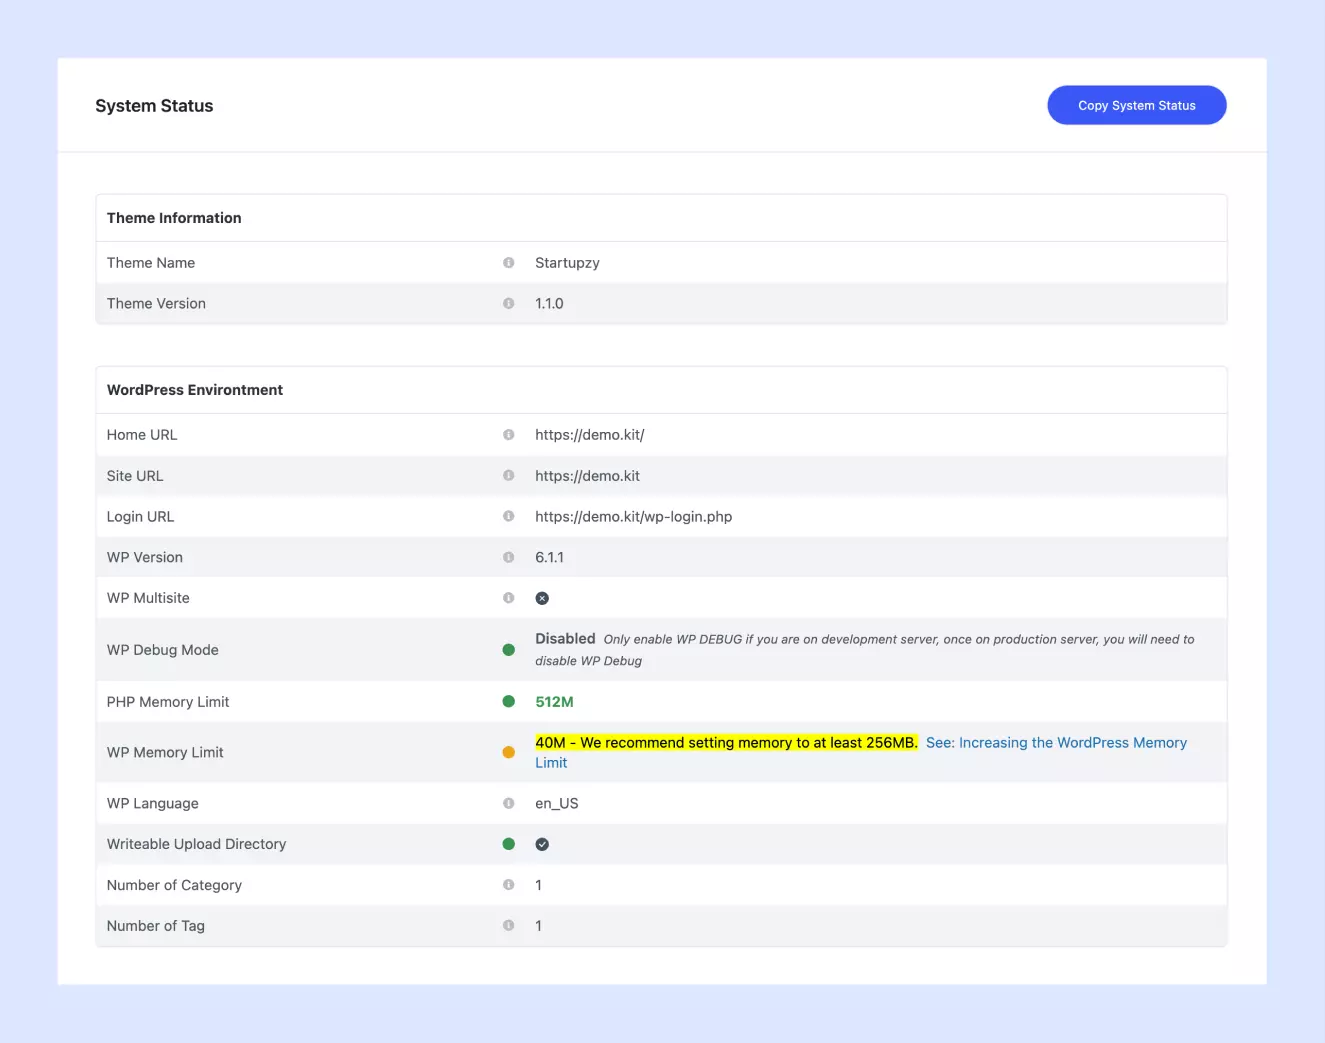 System Status
Copy System Status
Theme Information
Theme Name Startupzy
Theme Version 1.1.0
WordPress Environtment
Home URL https://demo.kit/
Site URL https://demo.kit
Login URL https://demo.kit/wp-login.php
WP Version 6.1.1
WP Multisite
WP Debug Mode Disabled Only enable WP DEBUG if you are on development server, once on production server, you will need to
disable WP Debug
PHP Memory Limit 512M
WP Memory Limit 40M - We recommend setting memory to at least 256MB. See: Increasing the WordPress Memory
Limit
WP Language en_US
Writeable Upload Directory
Number of Category 1
Number of Tag 1